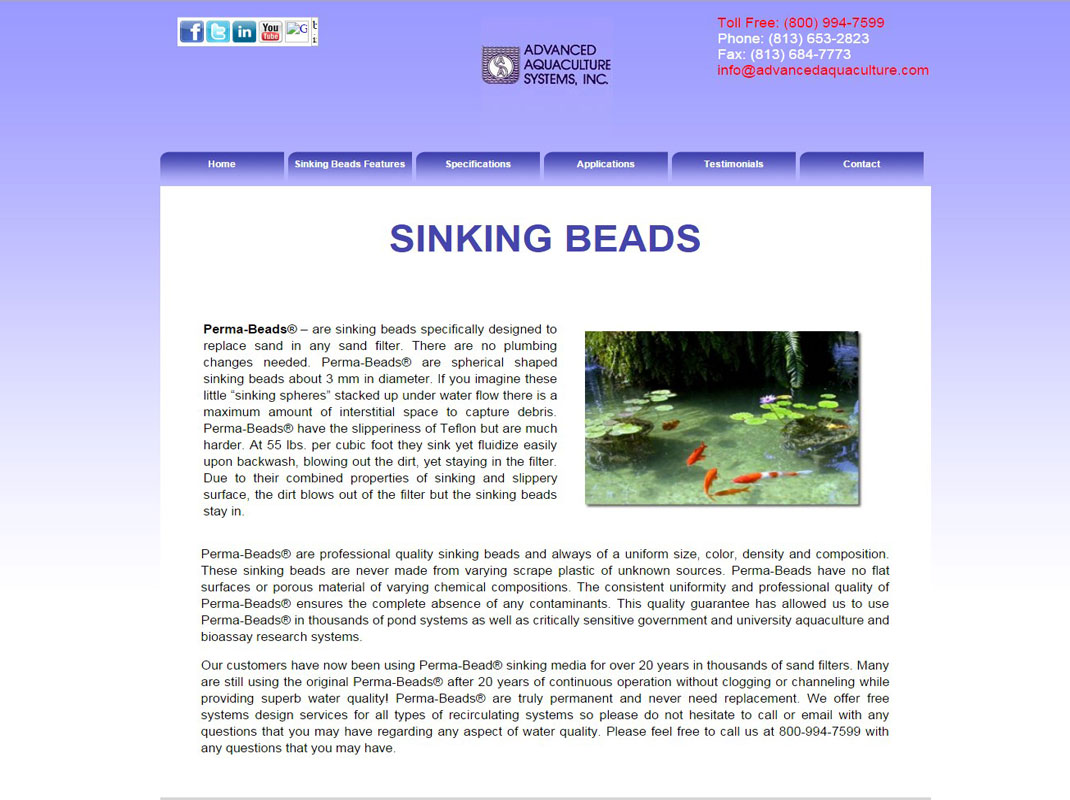 You
Tube
G
Toll Free: (800) 994-7599
Phone: (813) 653-2823
Fax: (813) 684-7773
info@advancedaquaculture.com
ADVANCED
AQUACULTURE
SYSTEMS, INC.
Home Sinking Beads Features Specifications Applications Testimonials Contact
SINKING BEADS
Perma-Beads® – are sinking beads specifically designed to
replace sand in any sand filter. There are no plumbing
changes needed. Perma-Beads® are spherical shaped
sinking beads about 3 mm in diameter. If you imagine these
little “sinking spheres” stacked up under water flow there is a
maximum amount of interstitial space to capture debris.
Perma-Beads® have the slipperiness of Teflon but are much
harder. At 55 lbs. per cubic foot they sink yet fluidize easily
upon backwash, blowing out the dirt, yet staying in the filter.
Due to their combined properties of sinking and slippery
surface, the dirt blows out of the filter but the sinking beads
stay in.
Perma-Beads® are professional quality sinking beads and always of a uniform size, color, density and composition.
These sinking beads are never made from varying scrape plastic of unknown sources. Perma-Beads have no flat
surfaces or porous material of varying chemical compositions. The consistent uniformity and professional quality of
Perma-Beads® ensures the complete absence of any contaminants. This quality guarantee has allowed us to use
Perma-Beads® in thousands of pond systems as well as critically sensitive government and university aquaculture and
bioassay research systems.
Our customers have now been using Perma-Bead® sinking media for over 20 years in thousands of sand filters. Many
are still using the original Perma-Beads® after 20 years of continuous operation without clogging or channeling while
providing superb water quality! Perma-Beads® are truly permanent and never need replacement. We offer free
systems design services for all types of recirculating systems so please do not hesitate to call or email with any
questions that you may have regarding any aspect of water quality. Please feel free to call us at 800-994-7599 with
any questions that you may have.